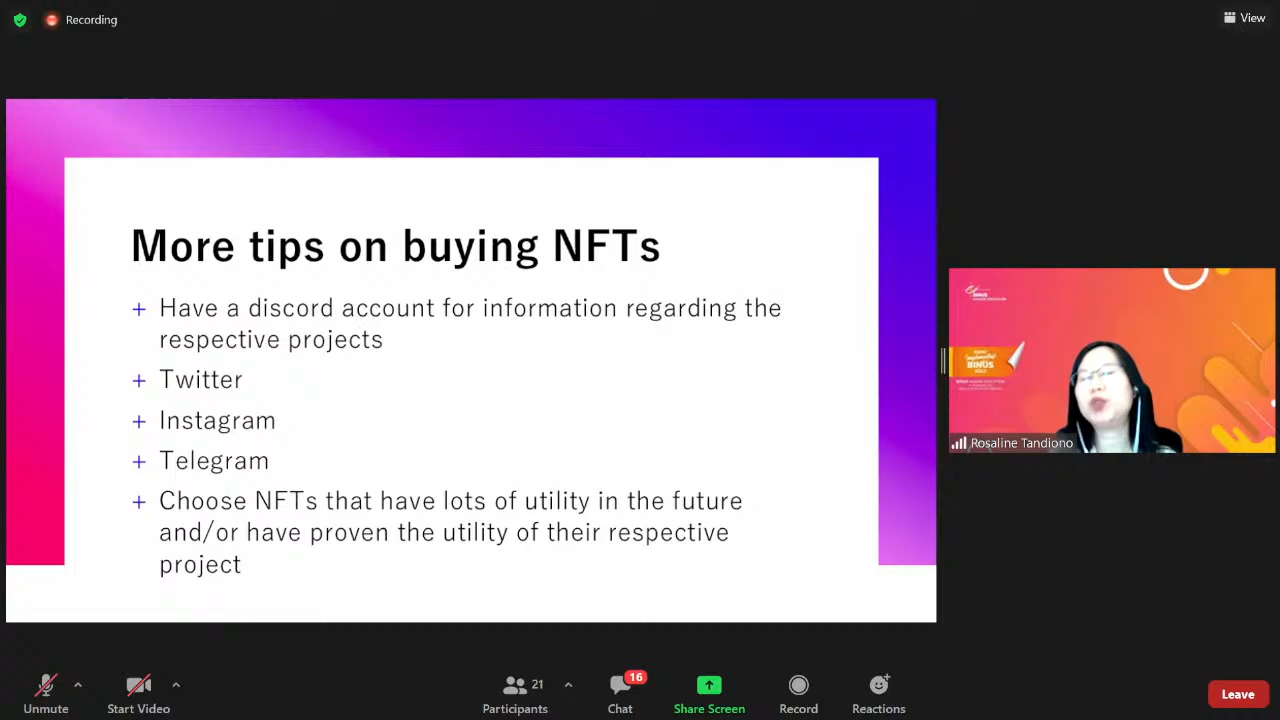 Recording
View
More tips on buying NFTs
+ Have a discord account for information regarding the
respective projects
+ Twitter
+ Instagram
+ Telegram
+ Choose NFTs that have lots of utility in the future
and/or have proven the utility of their respective
project
BINUS
BINUS
Rosaline Tandiono
Unmute
Start Video
21
Participants
16
Chat
Share Screen
Record
Reactions
Leave